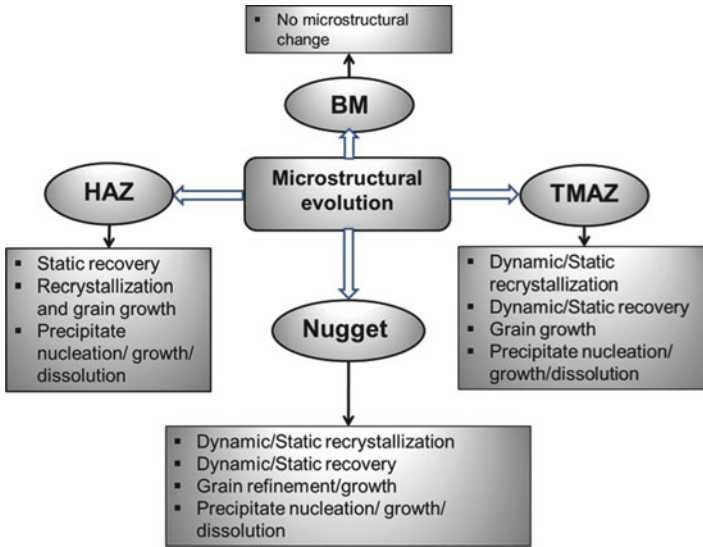 ▪ No microstructural
change
BM
Microstructural
evolution
HAZ
TMAZ
▪ Static recovery
▪ Recrystallization
and grain growth
▪ Precipitate
nucleation/ growth/
dissolution
▪ Dynamic/Static
recrystallization
▪ Dynamic/Static recovery
▪ Grain growth
▪ Precipitate nucleation/
growth/dissolution
Nugget
▪ Dynamic/Static recrystallization
▪ Dynamic/Static recovery
▪ Grain refinement/growth
▪ Precipitate nucleation/ growth/
dissolution